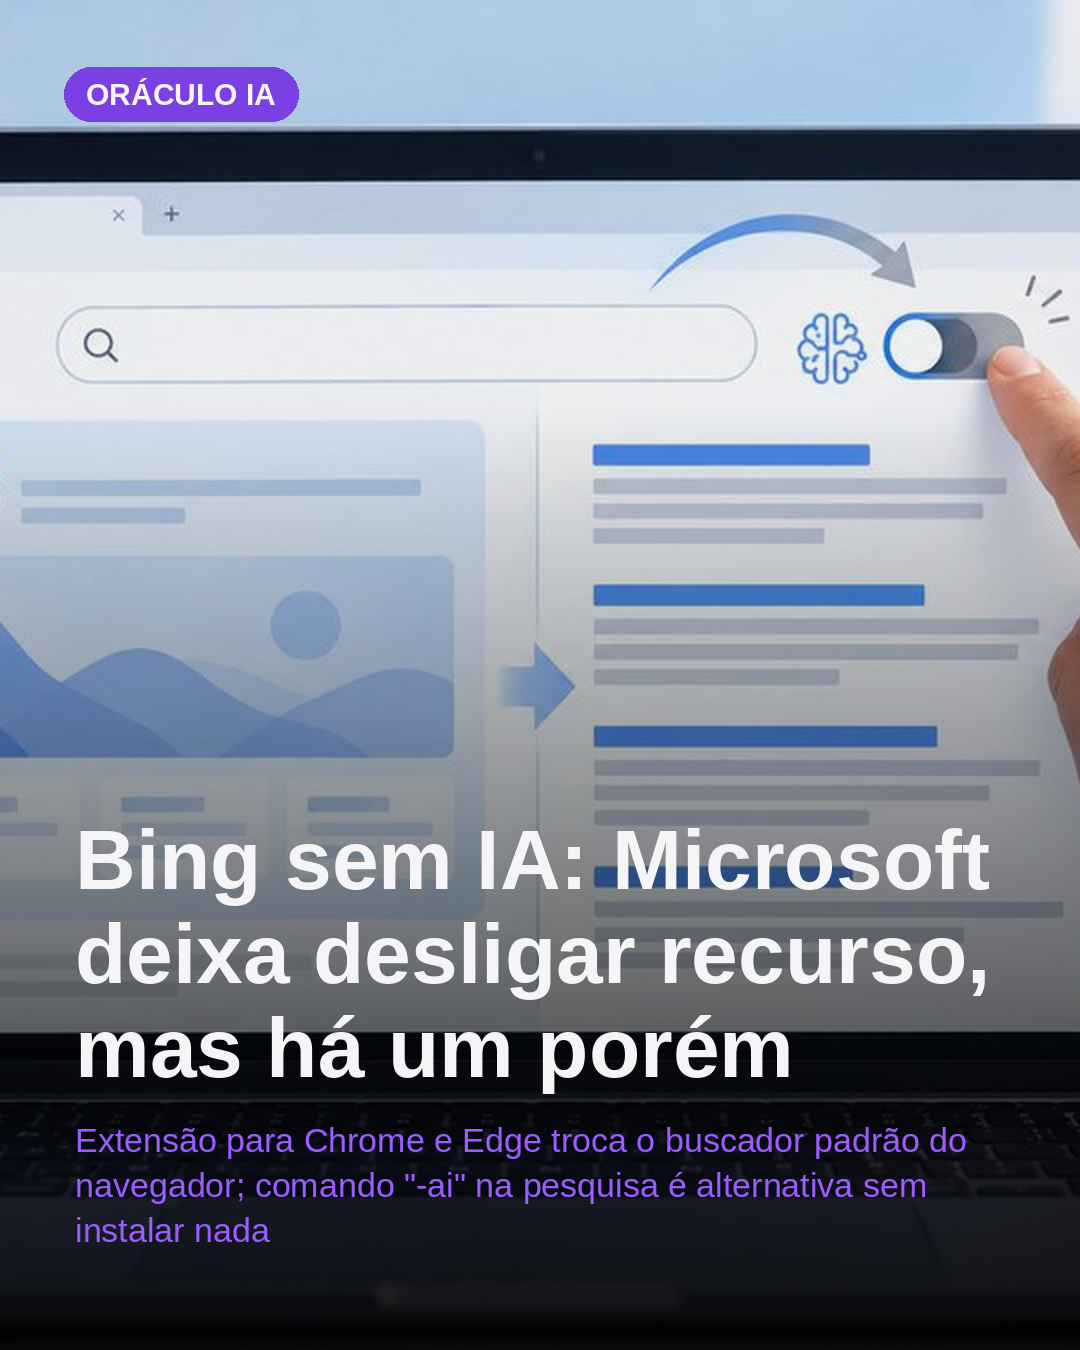 ORÁCULO IA
Bing sem IA: Microsoft
deixa desligar recurso,
mas há um porém
Extensão para Chrome e Edge troca o buscador padrão do
navegador; comando "-ai" na pesquisa é alternativa sem
instalar nada